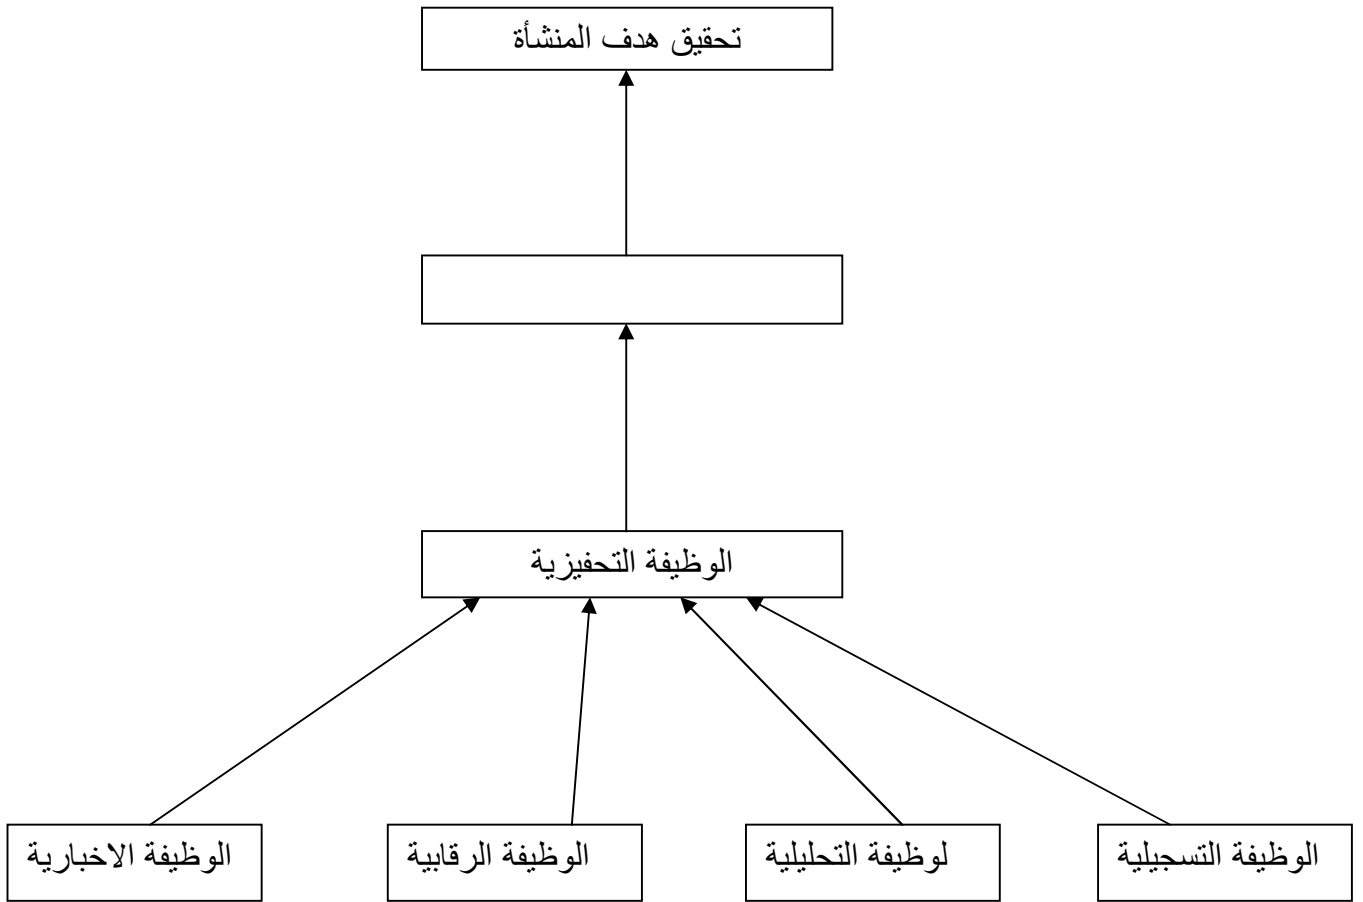 تحقيق هدف المنشأة
الوظيفة التحفيزية
الوظيفة التسجيلية
لوظيفة التحليلية
الوظيفة الرقابية
الوظيفة الاخبارية